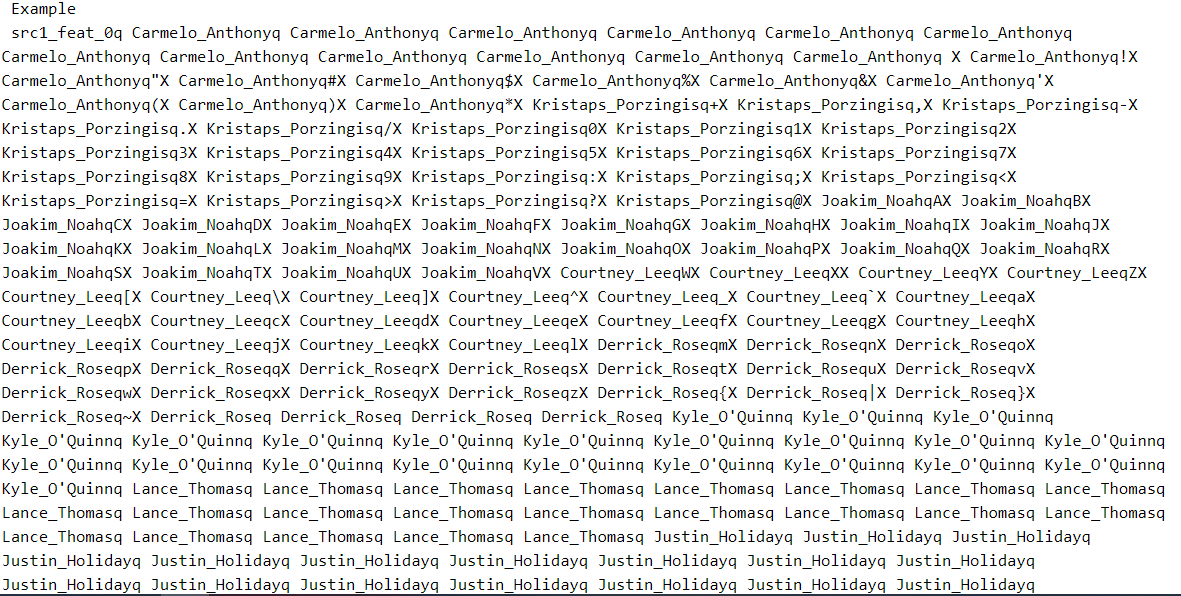 Example
src1_feat_0q Carmelo_Anthonyq Carmelo_Anthonyq Carmelo_Anthonyq Carmelo_Anthonyq Carmelo_Anthonyq Carmelo_Anthonyq
Carmelo_Anthonyq Carmelo_Anthonyq Carmelo_Anthonyq Carmelo_Anthonyq Carmelo_Anthonyq Carmelo_Anthonyq X Carmelo_Anthonyq!X
Carmelo_Anthonyq"X Carmelo_Anthonyq#X Carmelo_Anthonyq$X Carmelo_Anthonyq%X Carmelo_Anthonyq&X Carmelo_Anthonyq'X
Carmelo_Anthonyq(X Carmelo_Anthonyq)X Carmelo_Anthonyq*X Kristaps_Porzingisq+X Kristaps_Porzingisq,X Kristaps_Porzingisq-X
Kristaps_Porzingisq.X Kristaps_Porzingisq/X Kristaps_Porzingisq0X Kristaps_Porzingisq1X Kristaps_Porzingisq2X
Kristaps_Porzingisq3X Kristaps_Porzingisq4X Kristaps_Porzingisq5X Kristaps_Porzingisq6X Kristaps_Porzingisq7X
Kristaps_Porzingisq8X Kristaps_Porzingisq9X Kristaps_Porzingisq:X Kristaps_Porzingisq;X Kristaps_Porzingisq<X
Kristaps_Porzingisq=X Kristaps_Porzingisq>X Kristaps_Porzingisq?X Kristaps_Porzingisq@X Joakim_NoahqAX Joakim_NoahqBX
Joakim_NoahqCX Joakim_NoahqDX Joakim_NoahqEX Joakim_NoahqFX Joakim_NoahqGX Joakim_NoahqHX Joakim_NoahqIX Joakim_NoahqJX
Joakim_NoahqKX Joakim_NoahqLX Joakim_NoahqMX Joakim_NoahqNX Joakim_NoahqOX Joakim_NoahqPX Joakim_NoahqQX Joakim_NoahqRX
Joakim_NoahqSX Joakim_NoahqTX Joakim_NoahqUX Joakim_NoahqVX Courtney_LeeqWX Courtney_LeeqXX Courtney_LeeqYX Courtney_LeeqZX
Courtney_Leeq[X Courtney_Leeq\X Courtney_Leeq]X Courtney_Leeq^X Courtney_Leeq_X Courtney_Leeq`X Courtney_LeeqaX
Courtney_LeeqbX Courtney_LeeqcX Courtney_LeeqdX Courtney_LeeqeX Courtney_LeeqfX Courtney_LeeqgX Courtney_LeeqhX
Courtney_LeeqiX Courtney_LeeqjX Courtney_LeeqkX Courtney_LeeqlX Derrick_RoseqmX Derrick_RoseqnX Derrick_RoseqoX
Derrick_RoseqpX Derrick_RoseqqX Derrick_RoseqrX Derrick_RoseqsX Derrick_RoseqtX Derrick_RosequX Derrick_RoseqvX
Derrick_RoseqwX Derrick_RoseqxX Derrick_RoseqyX Derrick_RoseqzX Derrick_Roseq{X Derrick_Roseq|X Derrick_Roseq}X
Derrick_Roseq~X Derrick_Roseq Derrick_Roseq Derrick_Roseq Derrick_Roseq Kyle_O'Quinnq Kyle_O'Quinnq Kyle_O'Quinnq
Kyle_O'Quinnq Kyle_O'Quinnq Kyle_O'Quinnq Kyle_O'Quinnq Kyle_O'Quinnq Kyle_O'Quinnq Kyle_O'Quinnq Kyle_O'Quinnq Kyle_O'Quinnq
Kyle_O'Quinnq Kyle_O'Quinnq Kyle_O'Quinnq Kyle_O'Quinnq Kyle_O'Quinnq Kyle_O'Quinnq Kyle_O'Quinnq Kyle_O'Quinnq Kyle_O'Quinnq
Kyle_O'Quinnq Lance_Thomasq Lance_Thomasq Lance_Thomasq Lance_Thomasq Lance_Thomasq Lance_Thomasq Lance_Thomasq Lance_Thomasq
Lance_Thomasq Lance_Thomasq Lance_Thomasq Lance_Thomasq Lance_Thomasq Lance_Thomasq Lance_Thomasq Lance_Thomasq Lance_Thomasq
Lance_Thomasq Lance_Thomasq Lance_Thomasq Lance_Thomasq Lance_Thomasq Justin_Holidayq Justin_Holidayq Justin_Holidayq
Justin_Holidayq Justin_Holidayq Justin_Holidayq Justin_Holidayq Justin_Holidayq Justin_Holidayq Justin_Holidayq
Justin_Holidayq Justin_Holidayq Justin_Holidayq Justin_Holidayq Justin_Holidayq Justin_Holidayq Justin_Holidayq